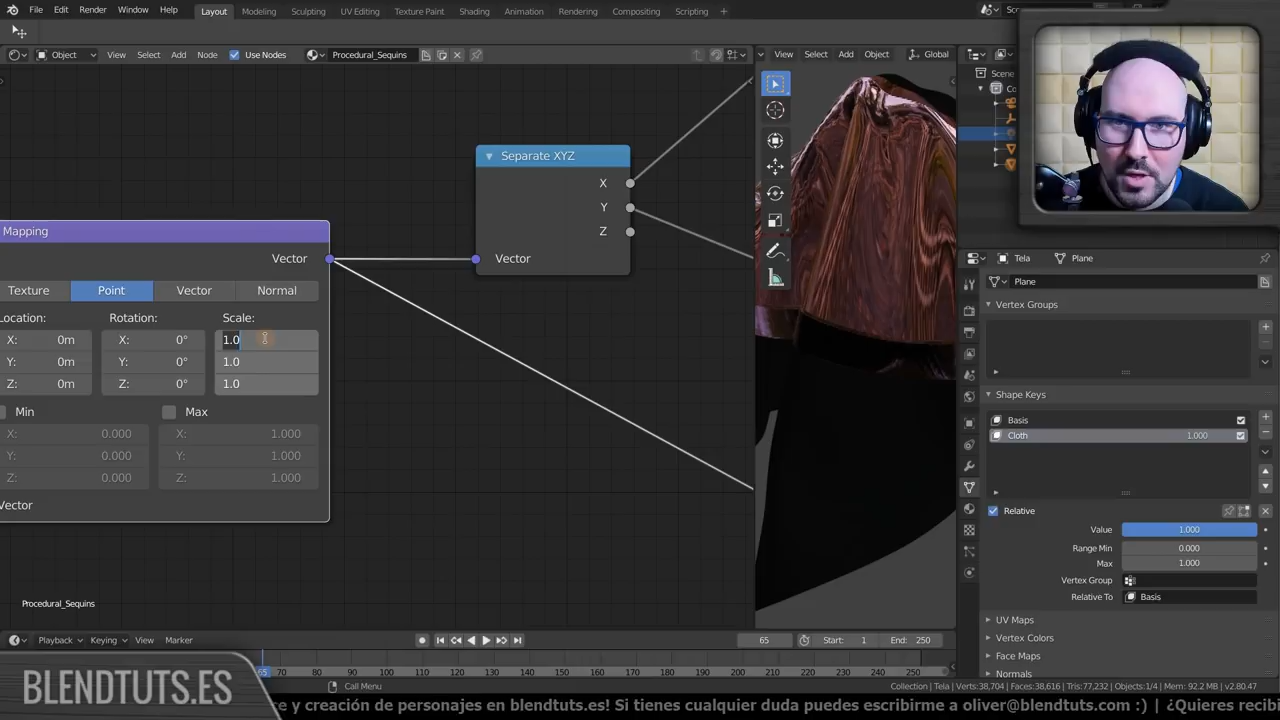 File Edit Render Window Help
Layout Modeling Sculpting UV Editing Texture Paint Shading Animation Rendering Compositing Scripting +
Object View Select Add Node Use Nodes Procedural_Sequins
View Select Add Object Global
Scene
Separate XYZ
X
Y
Z
Vector
Mapping
Vector
Texture Point Vector Normal
Location: Rotation: Scale:
X: 0m X: 0° 1.0
Y: 0m Y: 0° 1.0
Z: 0m Z: 0° 1.0
Min Max
X: 0.000 X: 1.000
Y: 0.000 Y: 1.000
Z: 0.000 Z: 1.000
Vector
Procedural_Sequins
Tela Plane
Plane
Vertex Groups
Shape Keys
Basis
Cloth 1.000
Relative
Value 1.000
Range Min 0.000
Max 1.000
Vertex Group
Relative To Basis
UV Maps
Vertex Colors
Face Maps
Normals
Playback Keying View Marker 65 Start: 1 End: 250
65 70 80 90 100 110 120 130 140 150 160 170 180 190 200 210 220 230 240 250
Call Menu
Collection | Tela | Verts:38,704 | Faces:38,616 | Tris:77,232 | Objects:1/4 | Mem: 92.2 MB | v2.80.47
BLENDTUTS.ES
te y creación de personajes en blendtuts.es! Si tienes cualquier duda puedes escribirme a oliver@blendtuts.com :) | ¿Quieres recibi